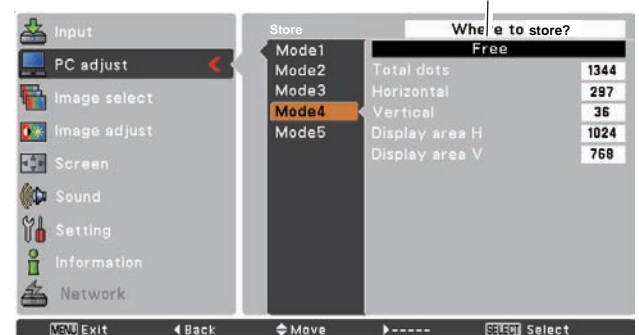 Input
PC adjust
Image select
Image adjust
Screen
Sound
Setting
Information
Network
Store
Mode1
Mode2
Mode3
Mode4
Mode5
Where to store?
Free
Total dots 1344
Horizontal 297
Vertical 36
Display area H 1024
Display area V 768
MENU Exit Back Move ----- SELECT Select